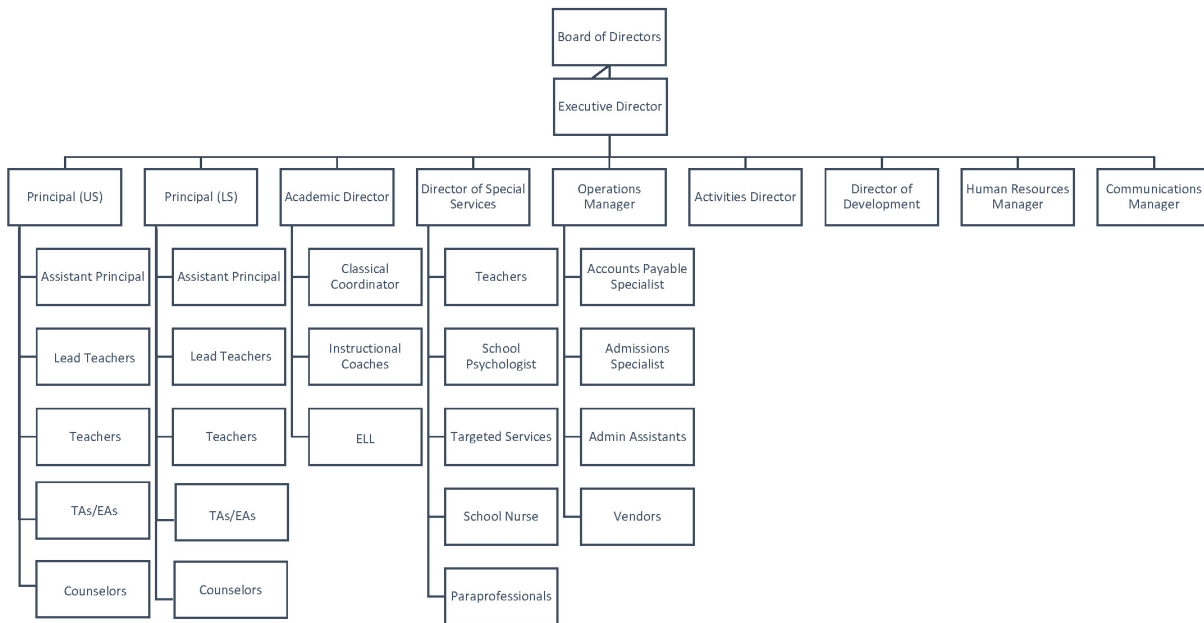 Board of Directors
Executive Director
Principal (US)
Principal (LS)
Academic Director
Director of Special
Services
Operations
Manager
Activities Director
Director of
Development
Human Resources
Manager
Communications
Manager
Assistant Principal
Assistant Principal
Classical
Coordinator
Teachers
Accounts Payable
Specialist
Lead Teachers
Lead Teachers
Instructional
Coaches
School
Psychologist
Admissions
Specialist
Teachers
Teachers
ELL
Targeted Services
Admin Assistants
TAs/EAs
TAs/EAs
School Nurse
Vendors
Counselors
Counselors
Paraprofessionals